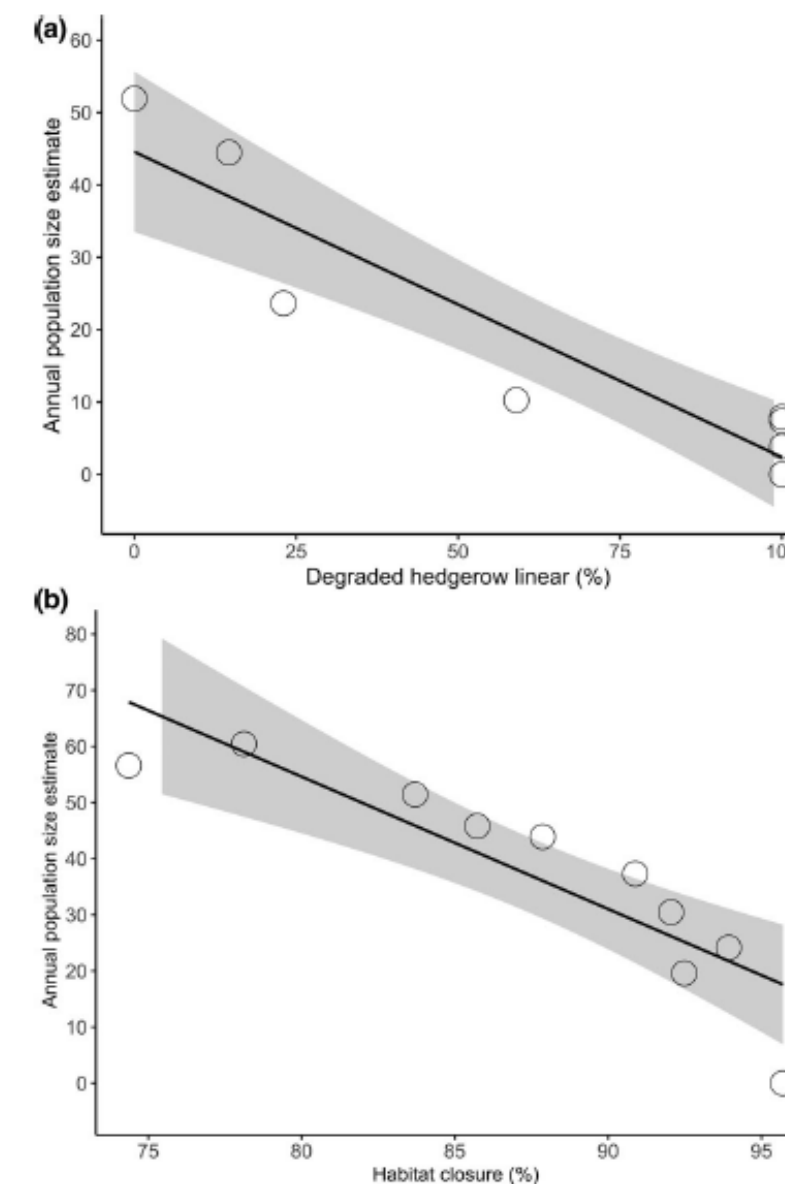 (a)
60
50
40
30
20
10
0
Annual population size estimate
0 25 50 75 10
Degraded hedgerow linear (%)
(b)
80
70
60
50
40
30
20
10
0
Annual population size estimate
75 80 85 90 95
Habitat closure (%)